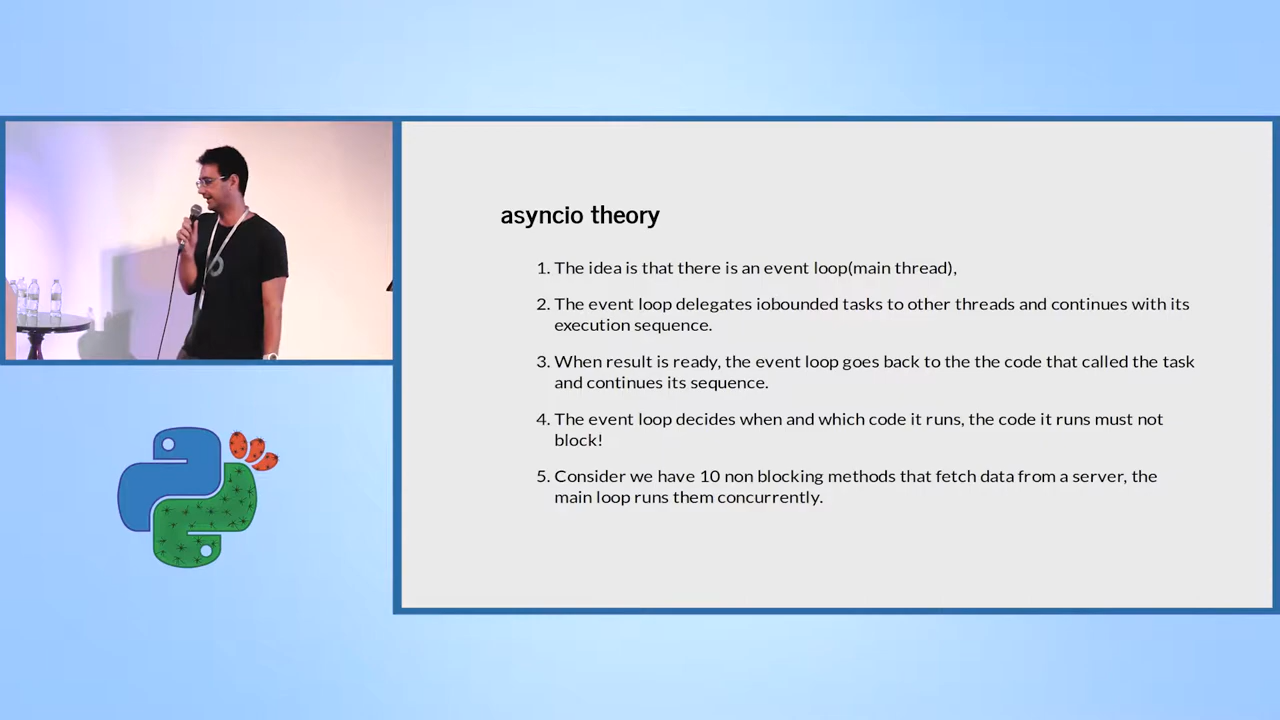 asyncio theory
1. The idea is that there is an event loop(main thread),
2. The event loop delegates iobounded tasks to other threads and continues with its
execution sequence.
3. When result is ready, the event loop goes back to the the code that called the task
and continues its sequence.
4. The event loop decides when and which code it runs, the code it runs must not
block!
5. Consider we have 10 non blocking methods that fetch data from a server, the
main loop runs them concurrently.